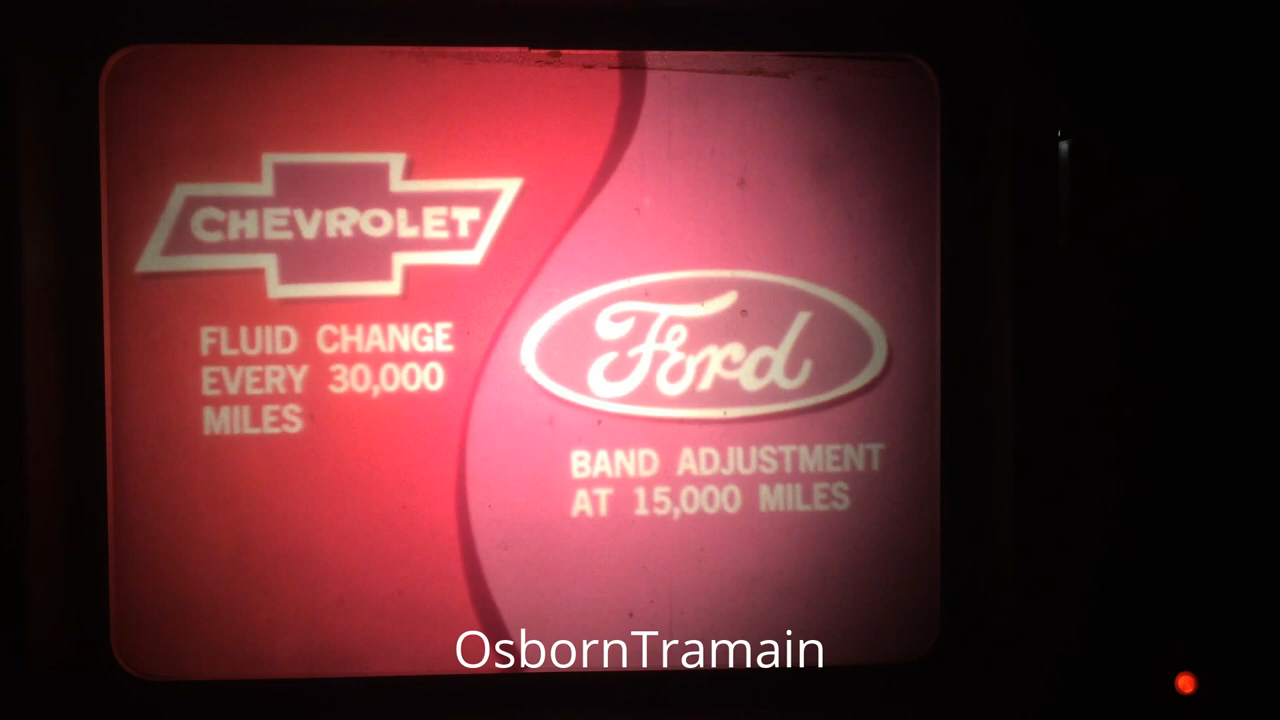 CHEVROLET
FLUID CHANGE
EVERY 30,000
MILES
Ford
BAND ADJUSTMENT
AT 15,000 MILES
OsbornTramain